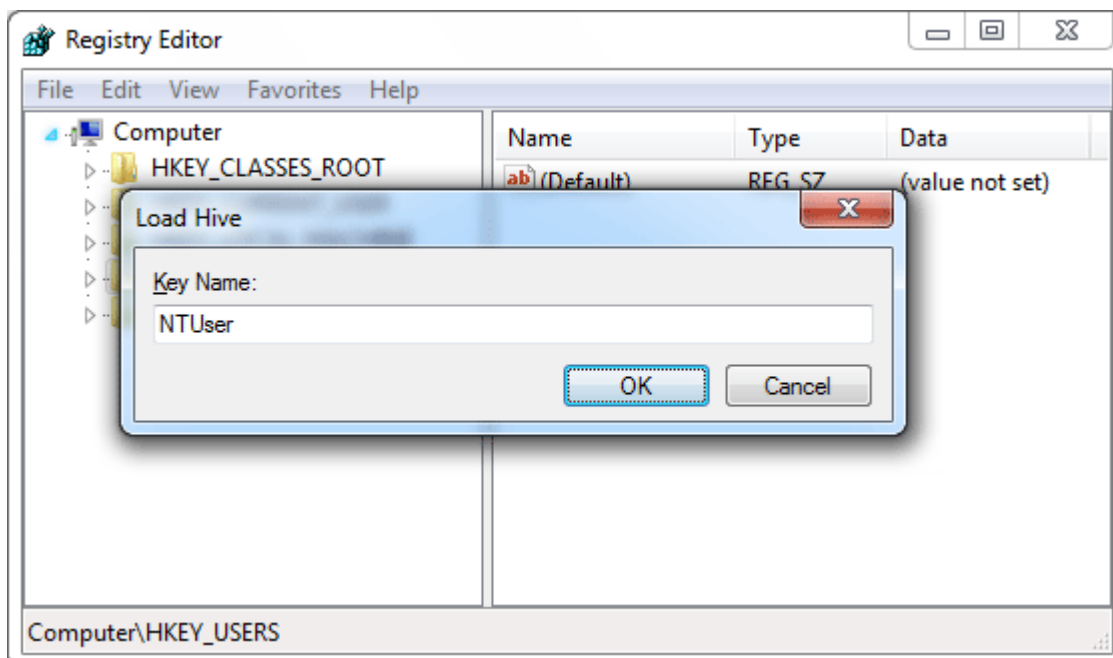 Registry Editor
File Edit View Favorites Help
Computer
Name Type Data
HKEY_CLASSES_ROOT
ab (Default) REG_SZ (value not set)
Load Hive
Key Name:
NTUser
OK Cancel
Computer\HKEY_USERS